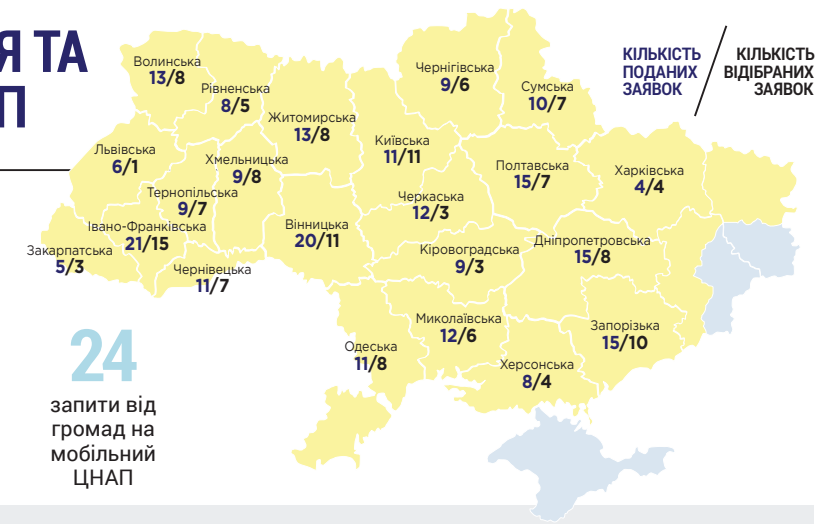 Я ТА
П
КІЛЬКІСТЬ
ПОДАНИХ
ЗАЯВОК
/
КІЛЬКІСТЬ
ВІДІБРАНИХ
ЗАЯВОК
Волинська
13/8
Рівненська
8/5
Житомирська
13/8
Чернігівська
9/6
Сумська
10/7
Львівська
6/1
Хмельницька
9/8
Київська
11/11
Полтавська
15/7
Харківська
4/4
Тернопільська
9/7
Черкаська
12/3
Івано-Франківська
21/15
Вінницька
20/11
Закарпатська
5/3
Чернівецька
11/7
Кіровоградська
9/3
Дніпропетровська
15/8
Миколаївська
12/6
Запорізька
15/10
Одеська
11/8
Херсонська
8/4
24
запити від
громад на
мобільний
ЦНАП